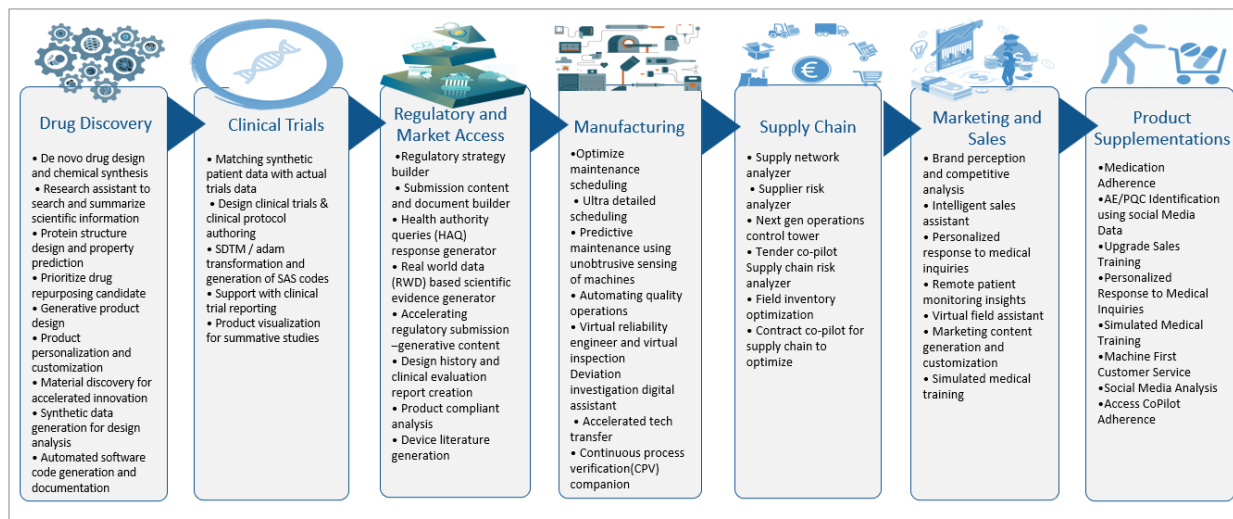 Drug Discovery
• De novo drug design
and chemical synthesis
• Research assistant to
search and summarize
scientific information
• Protein structure
design and property
prediction
• Prioritize drug
repurposing candidate
• Generative product
design
• Product
personalization and
customization
• Material discovery for
accelerated innovation
• Synthetic data
generation for design
analysis
• Automated software
code generation and
documentation
Clinical Trials
• Matching synthetic
patient data with actual
trials data
• Design clinical trials &
clinical protocol
authoring
• SDTM / adam
transformation and
generation of SAS codes
• Support with clinical
trial reporting
• Product visualization
for summative studies
Regulatory and
Market Access
•Regulatory strategy
builder
• Submission content
and document builder
• Health authority
queries (HAQ)
response generator
• Real world data
(RWD) based scientific
evidence generator
• Accelerating
regulatory submission
–generative content
• Design history and
clinical evaluation
report creation
• Product compliant
analysis
• Device literature
generation
Manufacturing
•Optimize
maintenance
scheduling
• Ultra detailed
scheduling
• Predictive
maintenance using
unobtrusive sensing
of machines
• Automating quality
operations
• Virtual reliability
engineer and virtual
inspection
Deviation
investigation digital
assistant
• Accelerated tech
transfer
• Continuous process
verification(CPV)
companion
Supply Chain
• Supply network
analyzer
• Supplier risk
analyzer
• Next gen operations
control tower
• Tender co-pilot
Supply chain risk
analyzer
• Field inventory
optimization
• Contract co-pilot for
supply chain to
optimize
Marketing and
Sales
• Brand perception
and competitive
analysis
• Intelligent sales
assistant
• Personalized
response to medical
inquiries
• Remote patient
monitoring insights
• Virtual field assistant
• Marketing content
generation and
customization
• Simulated medical
training
Product
Supplementations
•Medication
Adherence
•AE/PQC Identification
using social Media
Data
•Upgrade Sales
Training
•Personalized
Response to Medical
Inquiries
•Simulated Medical
Training
•Machine First
Customer Service
•Social Media Analysis
•Access CoPilot
Adherence